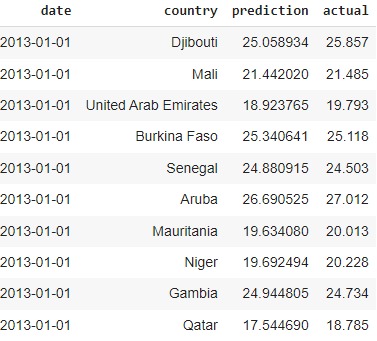 date country prediction actual
2013-01-01 Djibouti 25.058934 25.857
2013-01-01 Mali 21.442020 21.485
2013-01-01 United Arab Emirates 18.923765 19.793
2013-01-01 Burkina Faso 25.340641 25.118
2013-01-01 Senegal 24.880915 24.503
2013-01-01 Aruba 26.690525 27.012
2013-01-01 Mauritania 19.634080 20.013
2013-01-01 Niger 19.692494 20.228
2013-01-01 Gambia 24.944805 24.734
2013-01-01 Qatar 17.544690 18.785